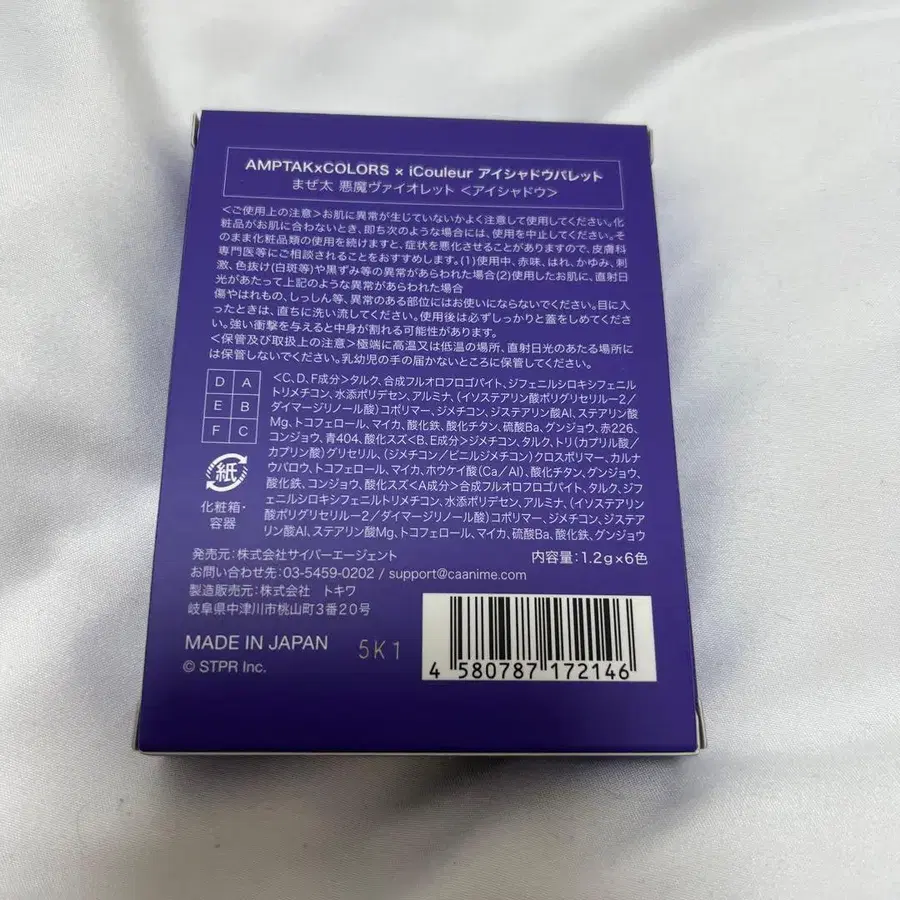 AMPTAKxCOLORS × iCouleur アイシャドウパレット
まぜ太 悪魔ヴァイオレット <アイシャドウ>
<ご使用上の注意>お肌に異常が生じていないかよく注意して使用してください。化
粧品がお肌に合わないとき、即ち次のような場合には、使用を中止してください。そ
のまま化粧品類の使用を続けますと、症状を悪化させることがありますので、皮膚科
専門医等にご相談されることをおすすめします。(1)使用中、赤味、はれ、かゆみ、刺
激、色抜け(白斑等)や黒ずみ等の異常があらわれた場合(2)使用したお肌に、直射日
光があたって上記のような異常があらわれた場合
傷やはれもの、しっしん等、異常のある部位にはお使いにならないでください。目に入
ったときは、直ちに洗い流してください。使用後は必ずしっかりと蓋をしめてくださ
い。強い衝撃を与えると中身が割れる可能性があります。
<保管及び取扱上の注意>極端に高温又は低温の場所、直射日光のあたる場所に
は保管しないでください。乳幼児の手の届かないところに保管してください。
D A
E B
F C
<C、D、F成分>タルク、合成フルオロフロゴパイト、ジフェニルシロキシフェニル
トリメチコン、水添ポリデセン、アルミナ、(イソステアリン酸ポリグリセリル−2/
ダイマージリノール酸)コポリマー、ジメチコン、ジステアリン酸Al、ステアリン酸
Mg、トコフェロール、マイカ、酸化鉄、酸化チタン、硫酸Ba、グンジョウ、赤226、
コンジョウ、青404、酸化スズ<B、E成分>ジメチコン、タルク、トリ(カプリル酸/
カプリン酸)グリセリル、(ジメチコン/ビニルジメチコン)クロスポリマー、カルナ
ウバロウ、トコフェロール、マイカ、ホウケイ酸(Ca/Al)、酸化チタン、グンジョウ、
酸化鉄、コンジョウ、酸化スズ<A成分>合成フルオロフロゴパイト、タルク、ジフ
ェニルシロキシフェニルトリメチコン、水添ポリデセン、アルミナ、(イソステアリン
酸ポリグリセリル−2/ダイマージリノール酸)コポリマー、ジメチコン、ジステアリ
ン酸Al、ステアリン酸Mg、トコフェロール、マイカ、硫酸Ba、酸化鉄、グンジョウ
紙
化粧箱・
容器
発売元:株式会社サイバーエージェント
内容量:1.2g×6色
お問い合わせ先:03-5459-0202 / support@caanime.com
製造販売元:株式会社 トキワ
岐阜県中津川市桃山町3番20号
MADE IN JAPAN
5K1
© STPR Inc.
4 580787 172146